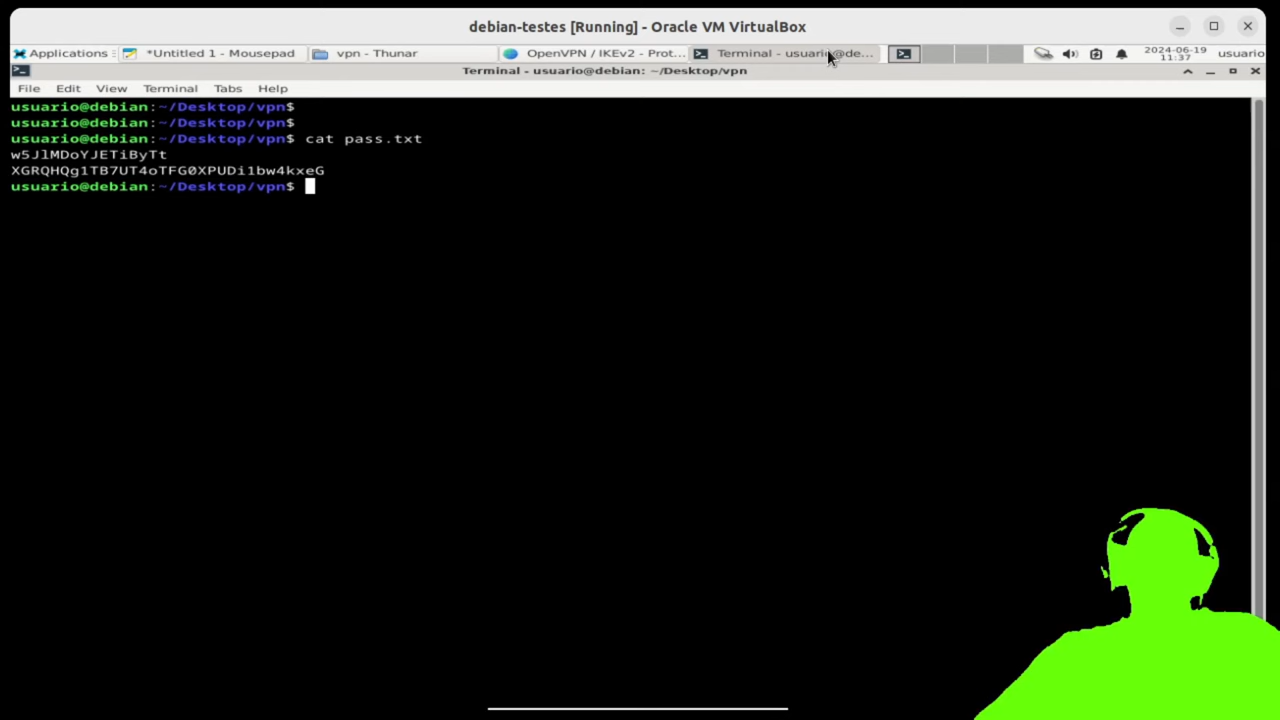 debian-testes [Running] - Oracle VM VirtualBox
Applications
*Untitled 1 - Mousepad
vpn - Thunar
OpenVPN / IKEv2 - Prot...
Terminal - usuario@de...
2024-06-19
11:37
usuario
Terminal - usuario@debian: ~/Desktop/vpn
File Edit View Terminal Tabs Help
usuario@debian:~/Desktop/vpn$
usuario@debian:~/Desktop/vpn$
usuario@debian:~/Desktop/vpn$ cat pass.txt
w5JlMDoYJETiByTt
XGRQHQg1TB7UT4oTFG0XPUDi1bw4kxeG
usuario@debian:~/Desktop/vpn$